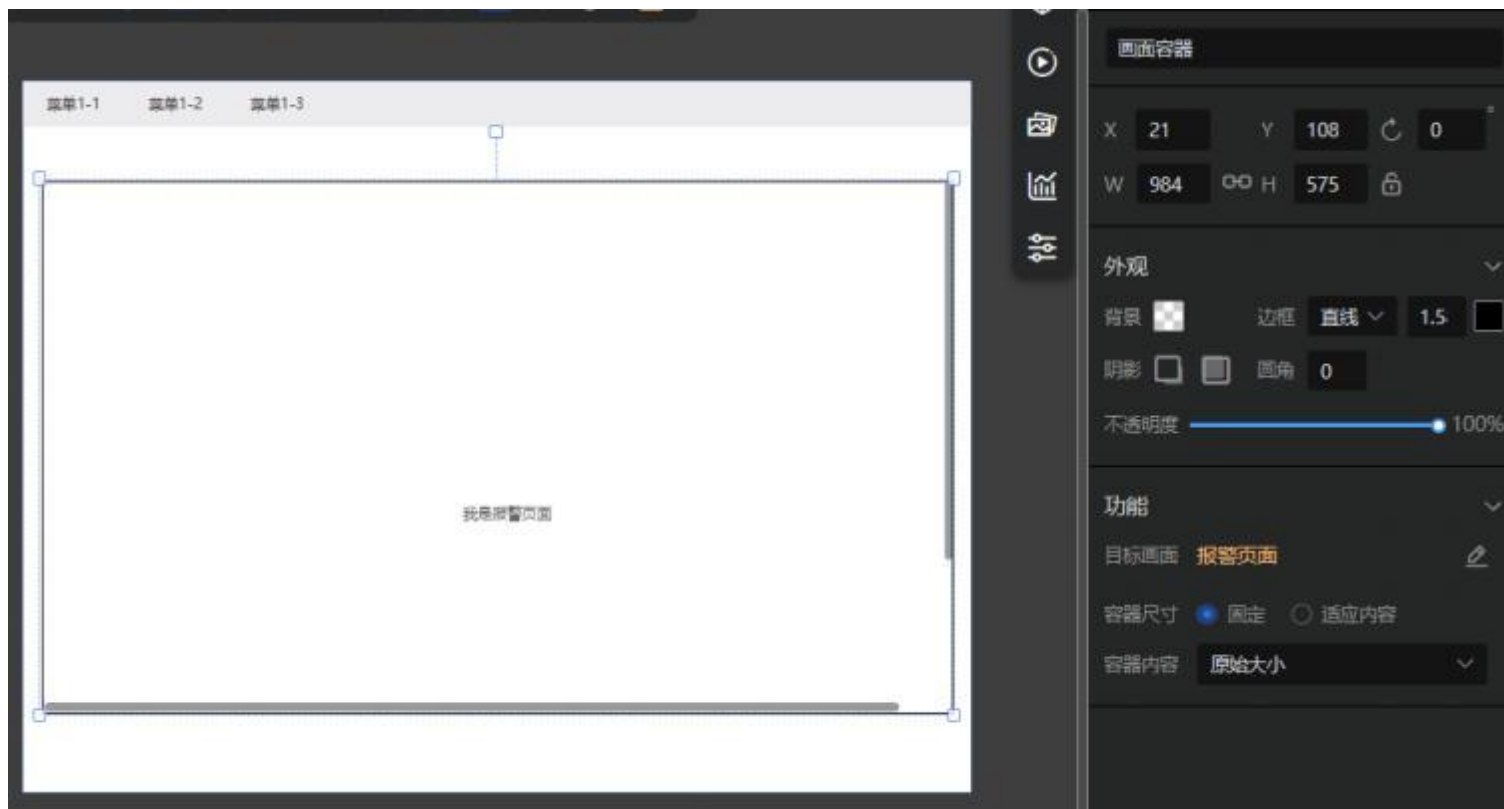 菜单1-1 菜单1-2 菜单1-3
我是报警页面
画面容器
X 21 Y 108 0 °
W 984 H 575
外观
背景 边框 直线 1.5
阴影 圆角 0
不透明度 100%
功能
目标画面 报警页面
容器尺寸 固定 适应内容
容器内容 原始大小